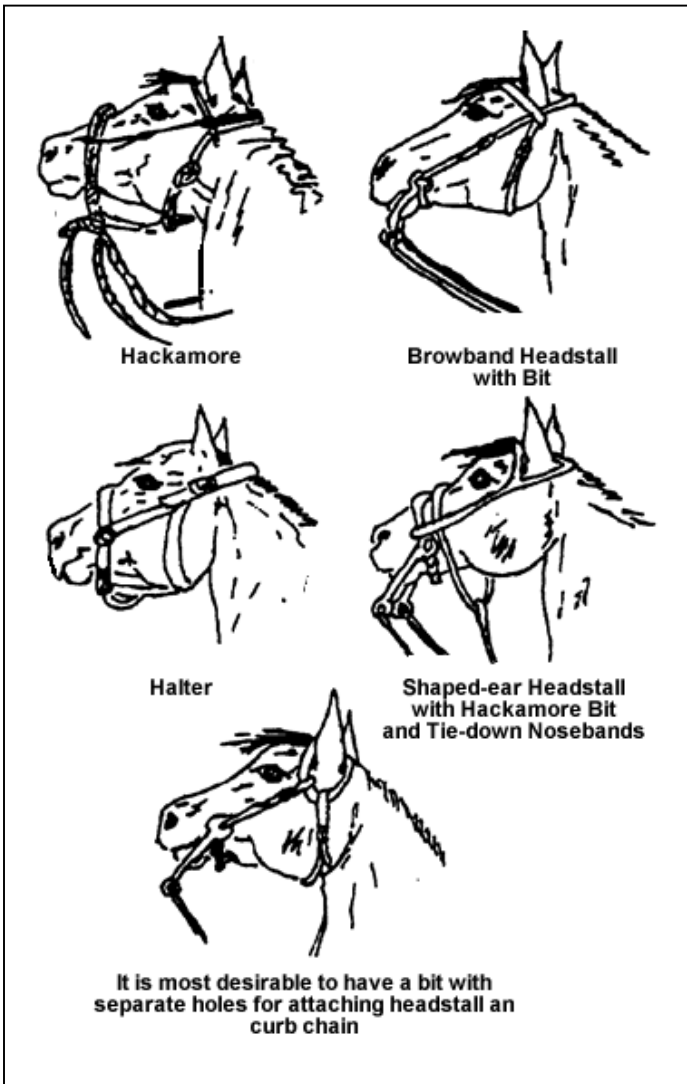 Hackamore
Browband Headstall
with Bit
Halter
Shaped-ear Headstall
with Hackamore Bit
and Tie-down Nosebands
It is most desirable to have a bit with
separate holes for attaching headstall an
curb chain